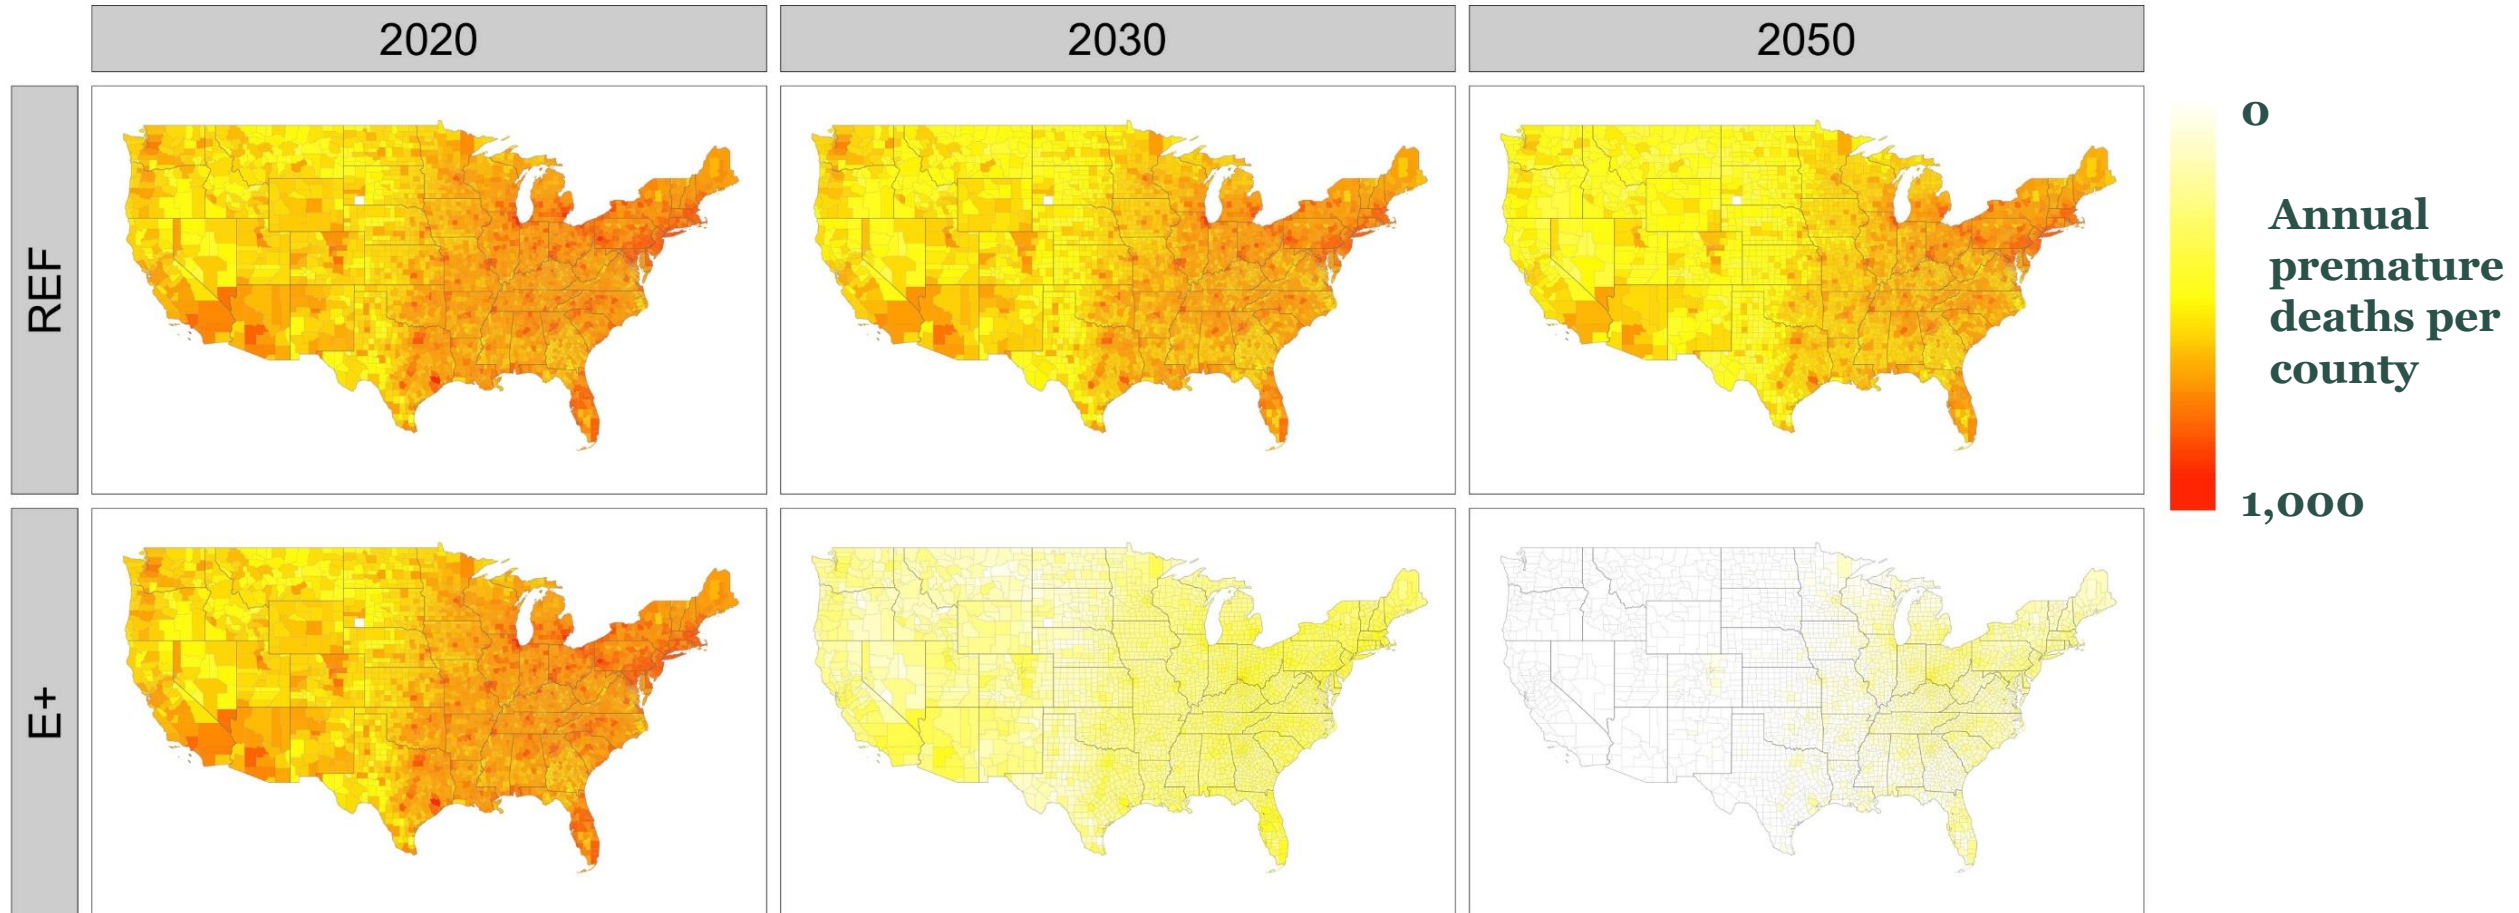 2020
2030
2050
REF
0
Annual
premature
deaths per
county
1,000
E+